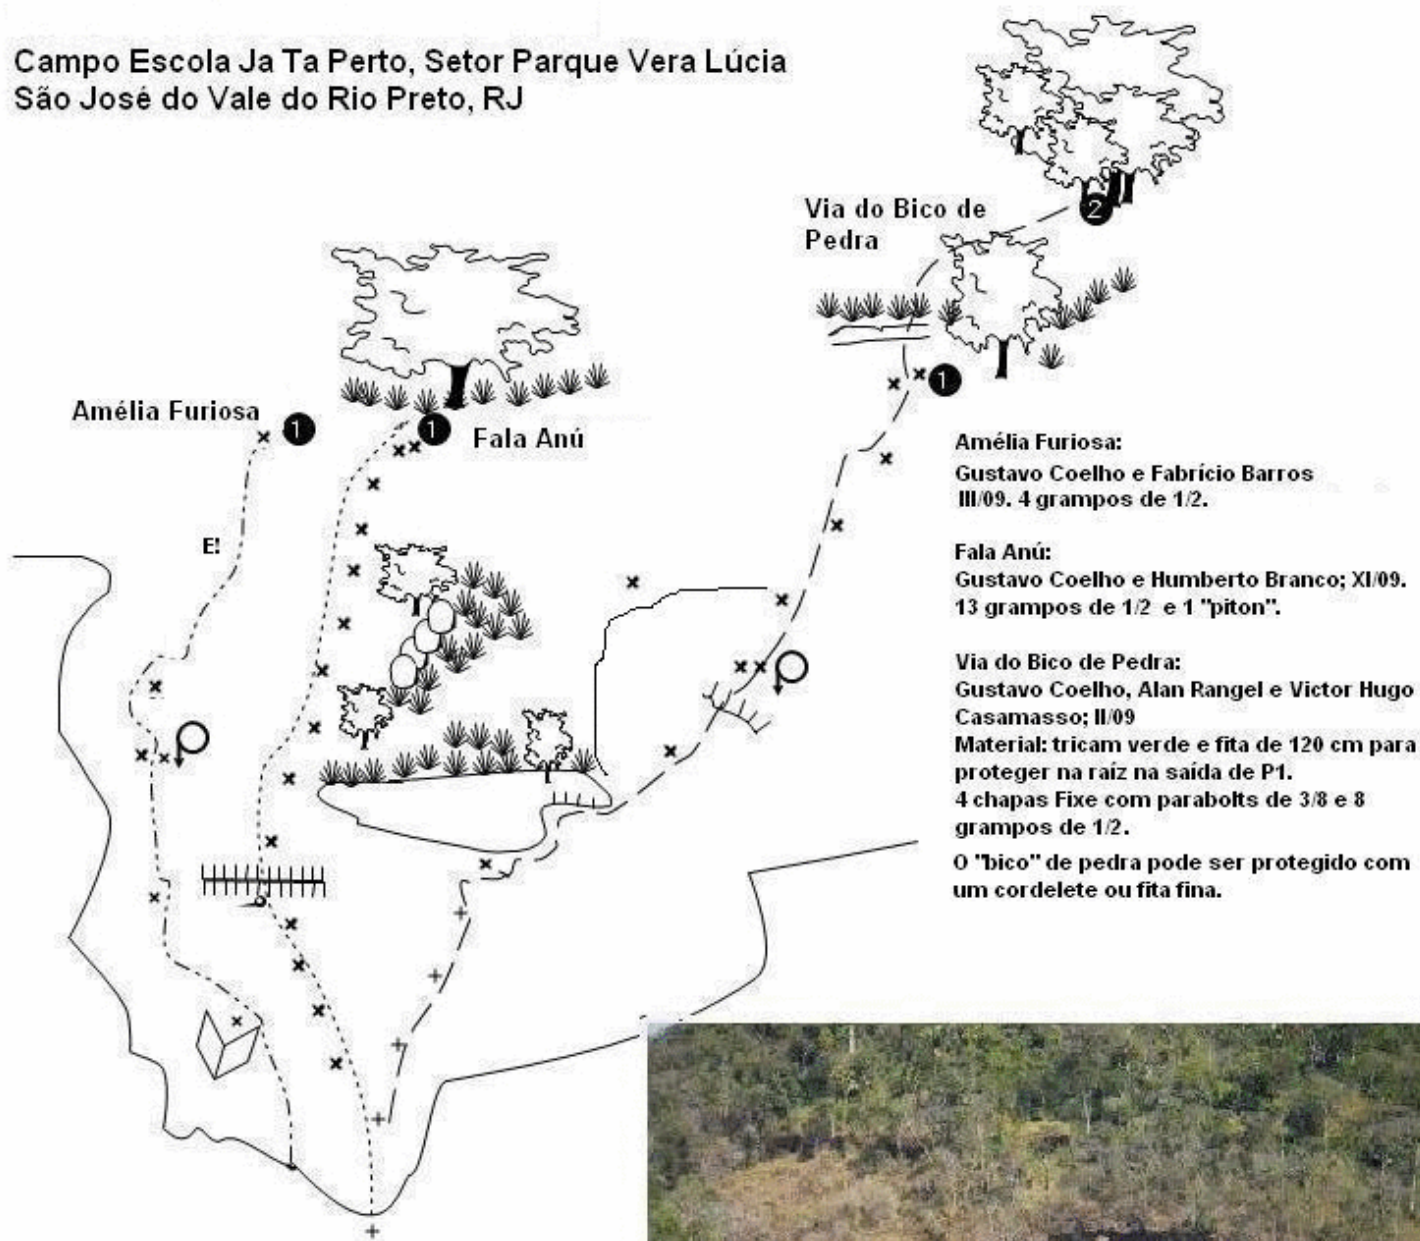 Campo Escola Ja Ta Perto, Setor Parque Vera Lúcia
São José do Vale do Rio Preto, RJ
Via do Bico de
Pedra
2
1
Amélia Furiosa
1
1
Fala Anú
E!
Amélia Furiosa:
Gustavo Coelho e Fabrício Barros
III/09. 4 grampos de 1/2.
Fala Anú:
Gustavo Coelho e Humberto Branco; XI/09.
13 grampos de 1/2 e 1 "piton".
Via do Bico de Pedra:
Gustavo Coelho, Alan Rangel e Victor Hugo
Casamasso; II/09
Material: tricam verde e fita de 120 cm para
proteger na raíz na saída de P1.
4 chapas Fixe com parabolts de 3/8 e 8
grampos de 1/2.
O "bico" de pedra pode ser protegido com
um cordelete ou fita fina.